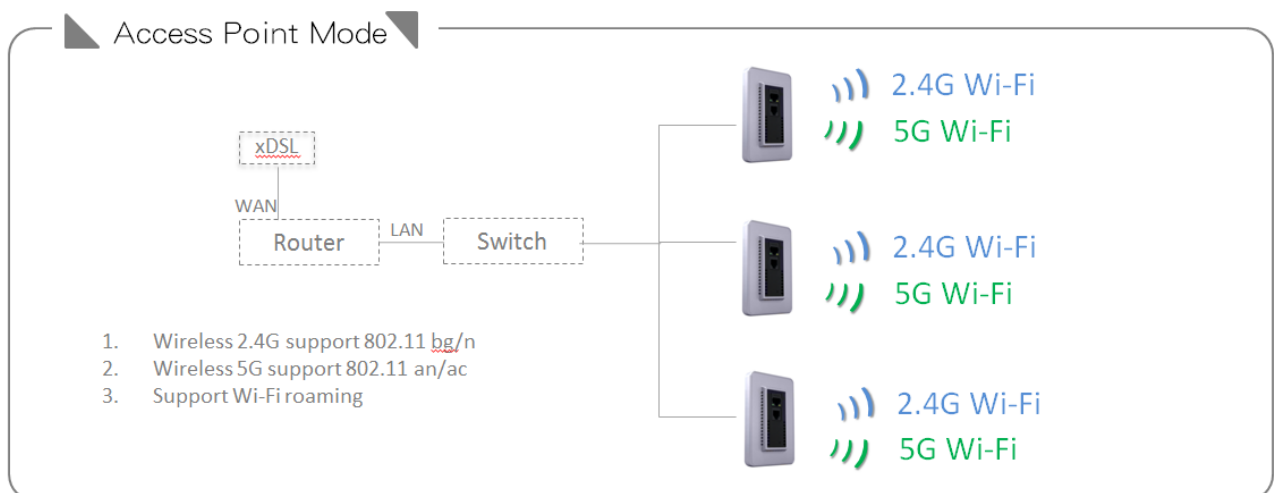 Access Point Mode
2.4G Wi-Fi
5G Wi-Fi
xDSL
WAN
Router
LAN
Switch
2.4G Wi-Fi
5G Wi-Fi
1. Wireless 2.4G support 802.11 bg/n
2. Wireless 5G support 802.11 an/ac
3. Support Wi-Fi roaming
2.4G Wi-Fi
5G Wi-Fi